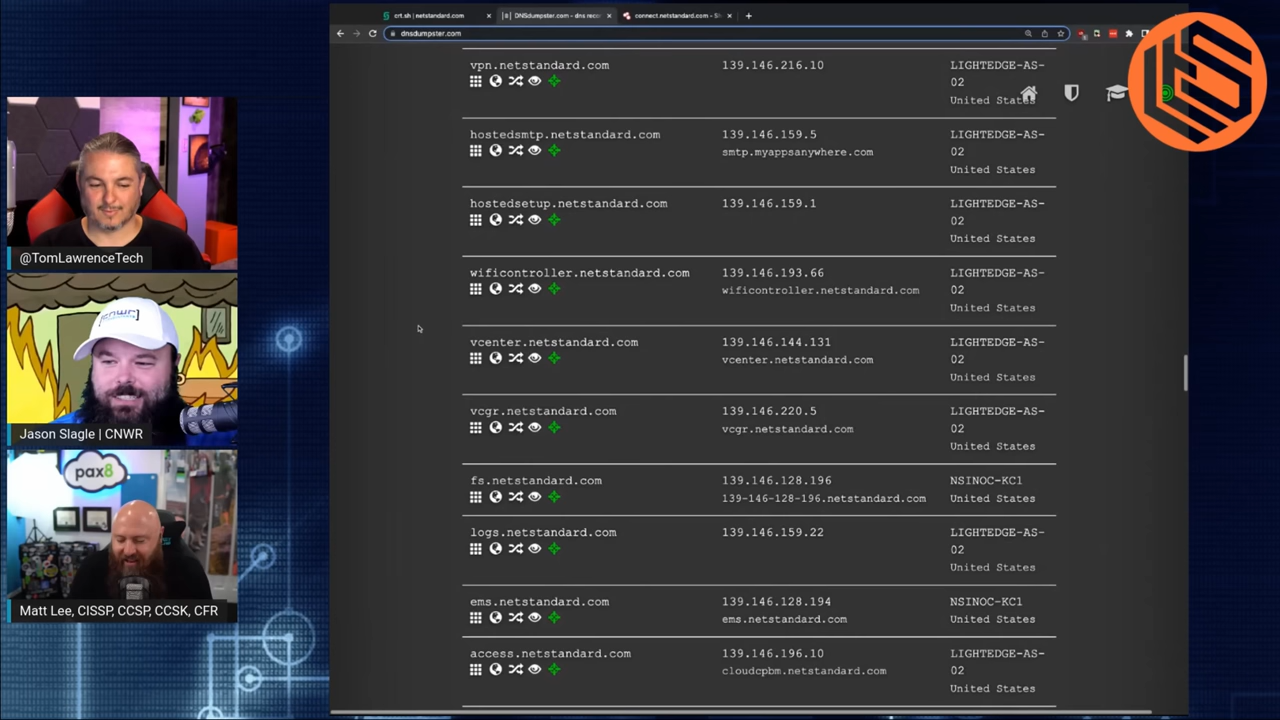 crt.sh | netstandard.com
DNSDumpster.com - dns recon
connect.netstandard.com
dnsdumpster.com
vpn.netstandard.com 139.146.216.10 LIGHTEDGE-AS-
02
United States
hostedsmtp.netstandard.com 139.146.159.5 LIGHTEDGE-AS-
smtp.myappsanywhere.com 02
United States
hostedsetup.netstandard.com 139.146.159.1 LIGHTEDGE-AS-
02
United States
wificontroller.netstandard.com 139.146.193.66 LIGHTEDGE-AS-
wificontroller.netstandard.com 02
United States
vcenter.netstandard.com 139.146.144.131 LIGHTEDGE-AS-
vcenter.netstandard.com 02
United States
vcgr.netstandard.com 139.146.220.5 LIGHTEDGE-AS-
vcgr.netstandard.com 02
United States
fs.netstandard.com 139.146.128.196 NSINOC-KC1
139-146-128-196.netstandard.com United States
logs.netstandard.com 139.146.159.22 LIGHTEDGE-AS-
02
United States
ems.netstandard.com 139.146.128.194 NSINOC-KC1
ems.netstandard.com United States
access.netstandard.com 139.146.196.10 LIGHTEDGE-AS-
cloudcpbm.netstandard.com 02
United States
@TomLawrenceTech
Jason Slagle | CNWR
pax8
Matt Lee, CISSP, CCSP, CCSK, CFR